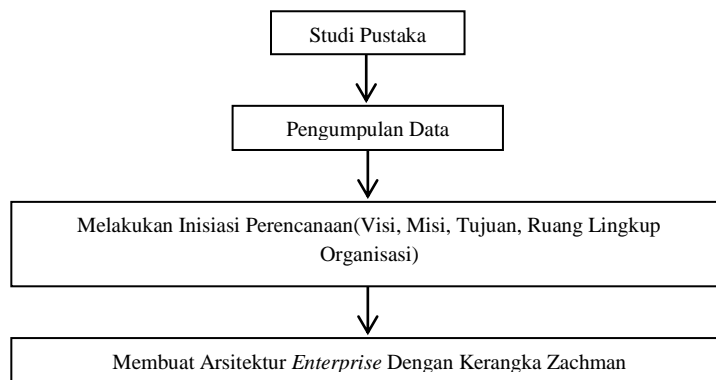 Studi Pustaka
Pengumpulan Data
Melakukan Inisiasi Perencanaan(Visi, Misi, Tujuan, Ruang Lingkup
Organisasi)
Membuat Arsitektur Enterprise Dengan Kerangka Zachman